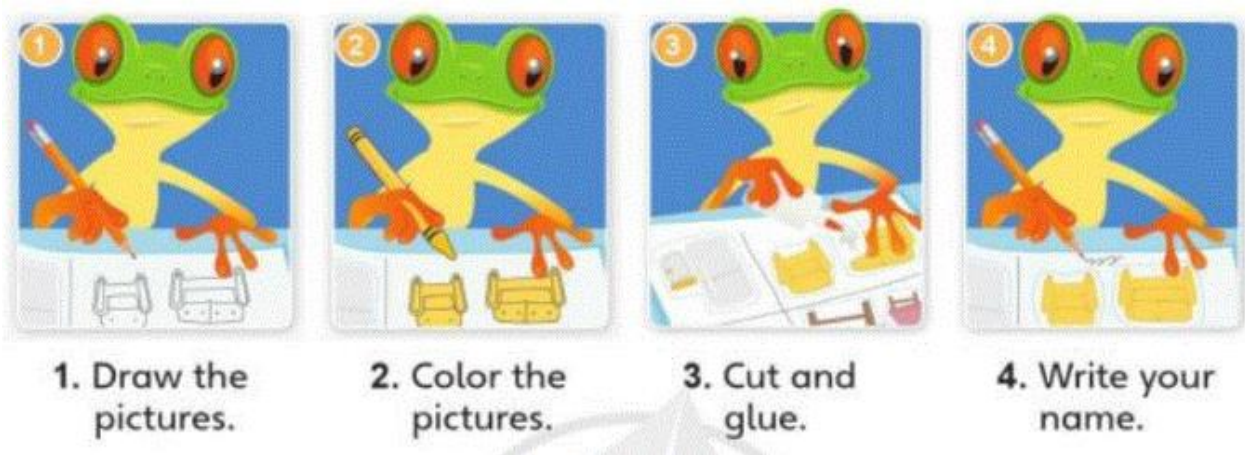 1
2
3
4
1. Draw the
pictures.
2. Color the
pictures.
3. Cut and
glue.
4. Write your
name.